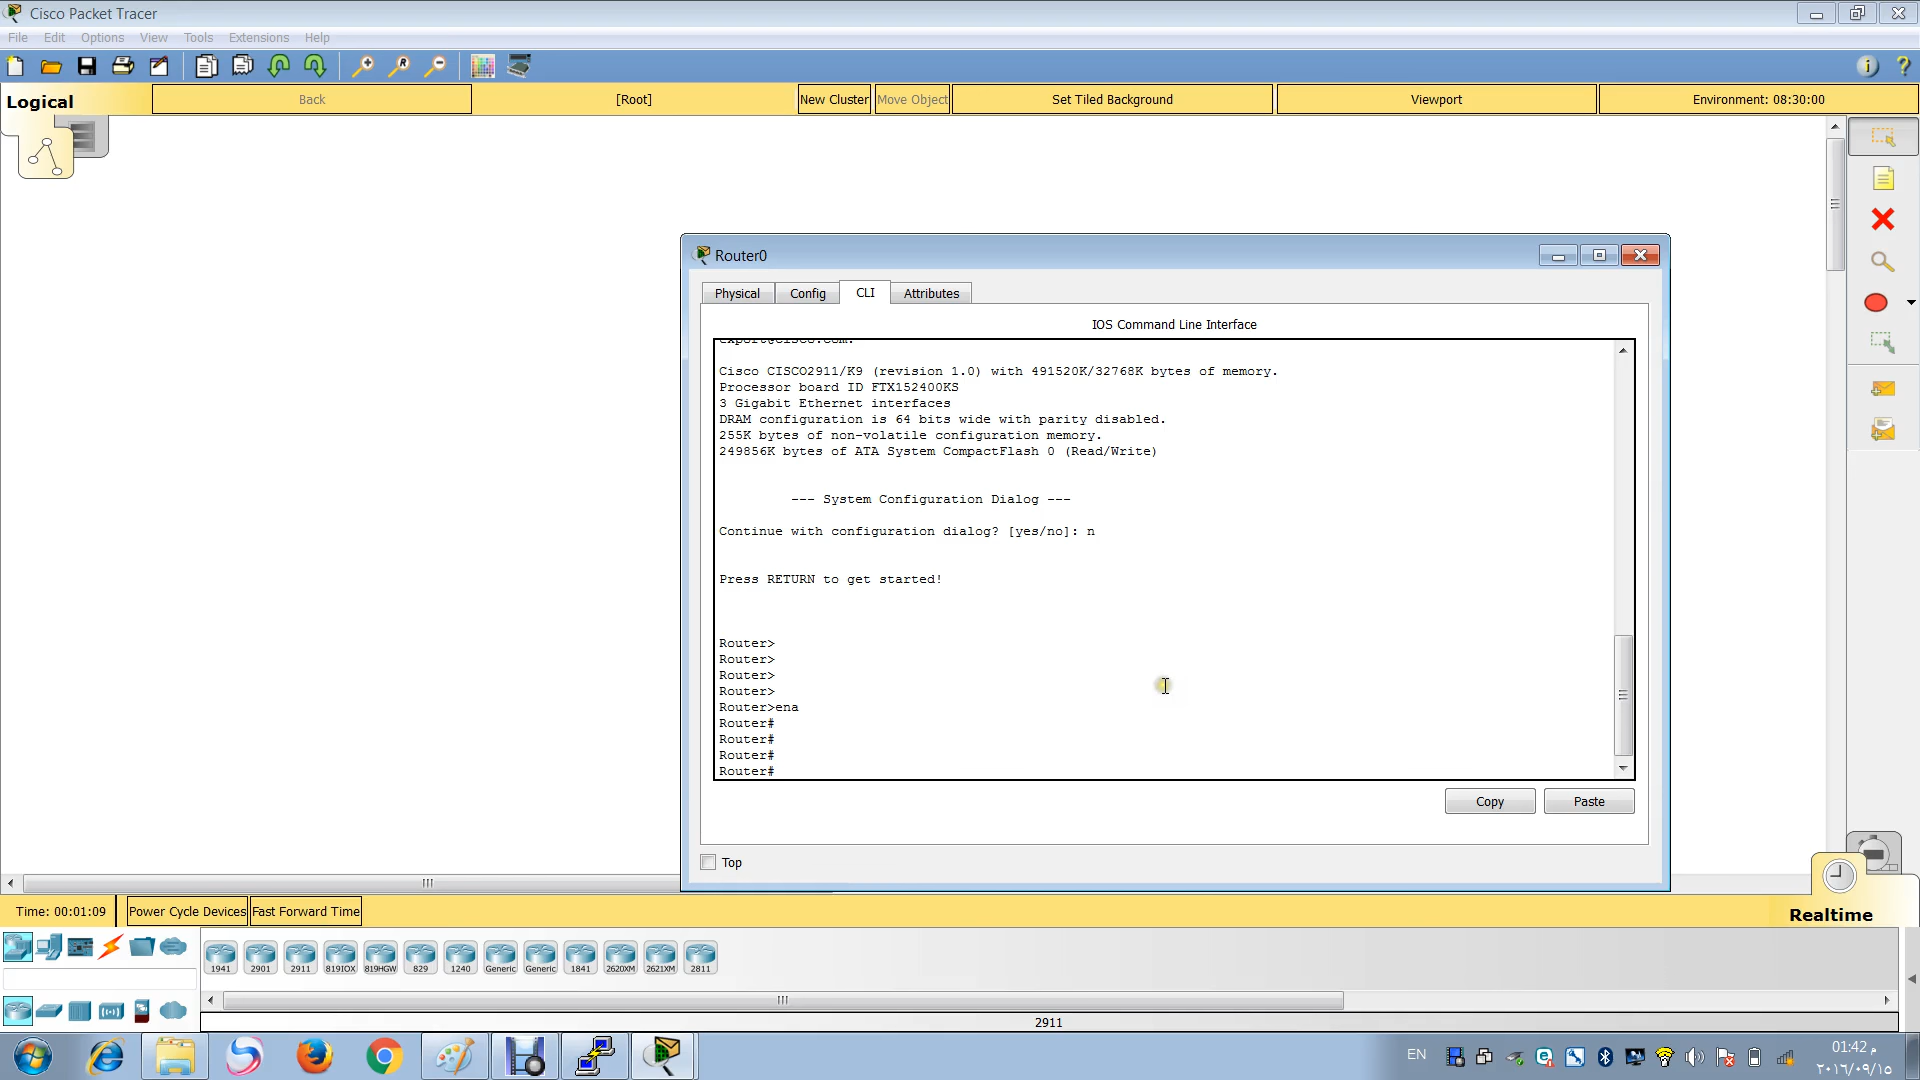 Cisco Packet Tracer
File Edit Options View Tools Extensions Help
Logical
Back
[Root]
New Cluster
Move Object
Set Tiled Background
Viewport
Environment: 08:30:00
Router0
Physical
Config
CLI
Attributes
IOS Command Line Interface
export@cisco.com.
Cisco CISCO2911/K9 (revision 1.0) with 491520K/32768K bytes of memory.
Processor board ID FTX152400KS
3 Gigabit Ethernet interfaces
DRAM configuration is 64 bits wide with parity disabled.
255K bytes of non-volatile configuration memory.
249856K bytes of ATA System CompactFlash 0 (Read/Write)
--- System Configuration Dialog ---
Continue with configuration dialog? [yes/no]: n
Press RETURN to get started!
Router>
Router>
Router>
Router>
Router>ena
Router#
Router#
Router#
Router#
Copy
Paste
Top
Time: 00:01:09
Power Cycle Devices
Fast Forward Time
Realtime
1941
2901
2911
819IOX
819HGW
829
1240
Generic
Generic
1841
2620XM
2621XM
2811
2911
EN
01:42 م
٢٠١٦/٠٩/١٥